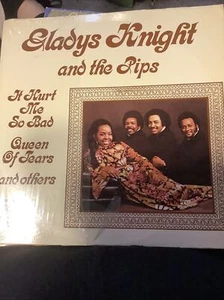 Gladys Knight
and the Pips
It Hurt
Me
So Bad
Queen
Of Tears
and others